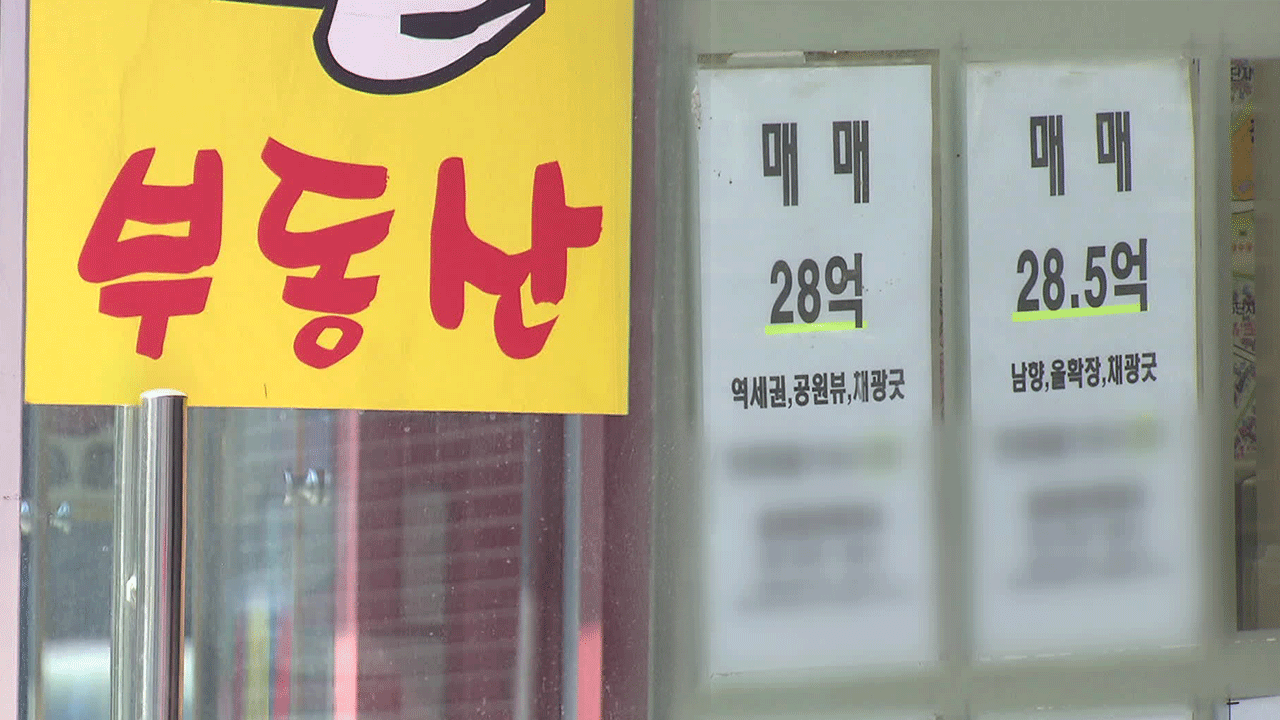 부동산
매매
28억
역세권,공원뷰,채광굿
매매
28.5억
남향,올확장,채광굿